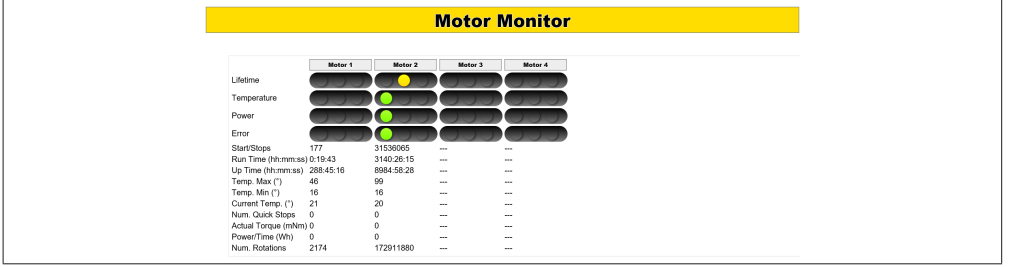 Motor Monitor
Motor 1 Motor 2 Motor 3 Motor 4
Lifetime
Temperature
Power
Error
Start/Stops 177 31536065 --- ---
Run Time (hh:mm:ss) 0:19:43 3140:26:15 --- ---
Up Time (hh:mm:ss) 288:45:16 8984:58:28 --- ---
Temp. Max (°) 46 99 --- ---
Temp. Min (°) 16 16 --- ---
Current Temp. (°) 21 20 --- ---
Num. Quick Stops 0 0 --- ---
Actual Torque (mNm) 0 0 --- ---
Power/Time (Wh) 0 0 --- ---
Num. Rotations 2174 172911880 --- ---